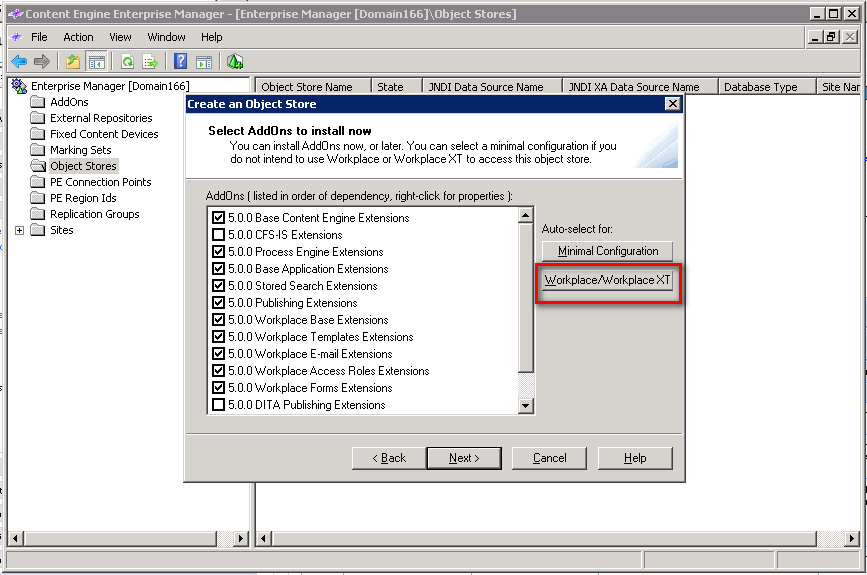 Content Engine Enterprise Manager - [Enterprise Manager [Domain166]\Object Stores]
File Action View Window Help
Enterprise Manager [Domain166]
AddOns
External Repositories
Fixed Content Devices
Marking Sets
Object Stores
PE Connection Points
PE Region Ids
Replication Groups
Sites
Object Store Name State JNDI Data Source Name JNDI XA Data Source Name Database Type Site Nar
Create an Object Store
Select AddOns to install now
You can install AddOns now, or later. You can select a minimal configuration if you
do not intend to use Workplace or Workplace XT to access this object store.
AddOns ( listed in order of dependency, right-click for properties ):
5.0.0 Base Content Engine Extensions
5.0.0 CFS-IS Extensions
5.0.0 Process Engine Extensions
5.0.0 Base Application Extensions
5.0.0 Stored Search Extensions
5.0.0 Publishing Extensions
5.0.0 Workplace Base Extensions
5.0.0 Workplace Templates Extensions
5.0.0 Workplace E-mail Extensions
5.0.0 Workplace Access Roles Extensions
5.0.0 Workplace Forms Extensions
5.0.0 DITA Publishing Extensions
Auto-select for:
Minimal Configuration
Workplace/Workplace XT
< Back Next > Cancel Help